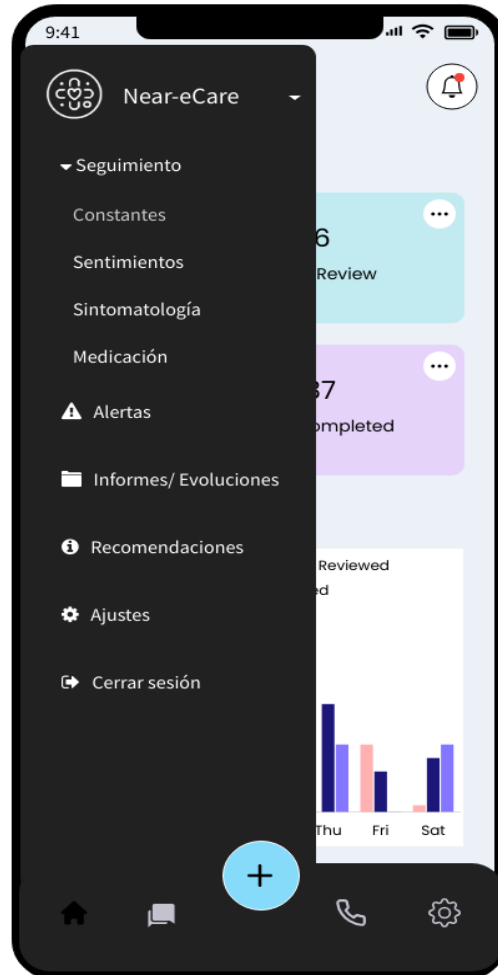 9:41
Near-eCare
Seguimiento
Constantes
Sentimientos
Sintomatología
Medicación
Alertas
Informes/ Evoluciones
Recomendaciones
Ajustes
Cerrar sesión
6
Review
37
ompleted
Reviewed
ed
Thu Fri Sat